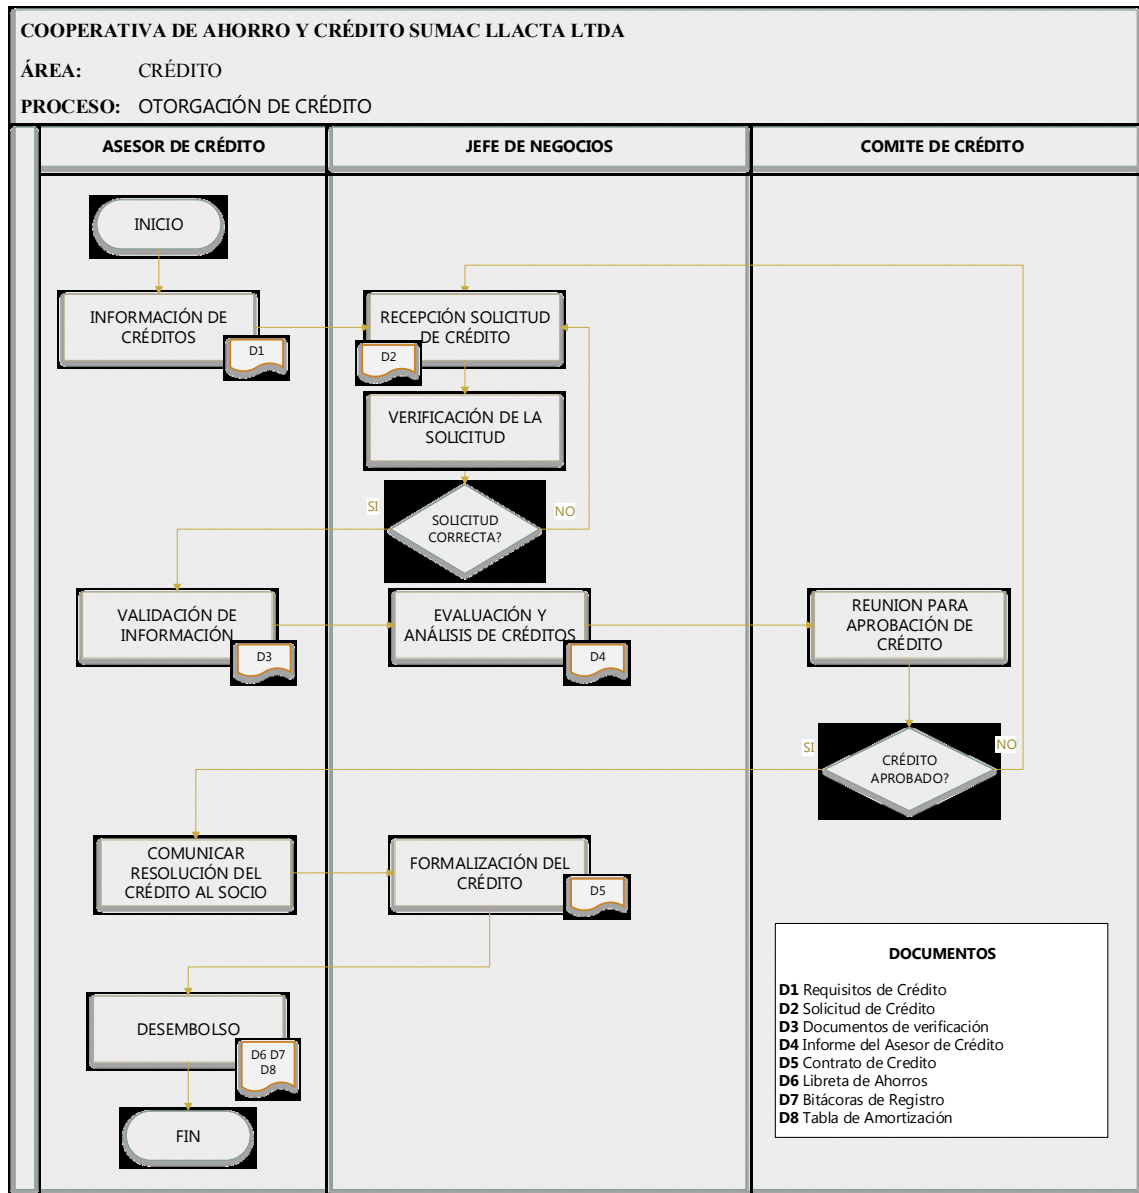 COOPERATIVA DE AHORRO Y CRÉDITO SUMAC LLACTA LTDA
ÁREA: CRÉDITO
PROCESO: OTORGACIÓN DE CRÉDITO
ASESOR DE CRÉDITO
JEFE DE NEGOCIOS
COMITE DE CRÉDITO
INICIO
INFORMACIÓN DE
CRÉDITOS
D1
RECEPCIÓN SOLICITUD
DE CRÉDITO
D2
VERIFICACIÓN DE LA
SOLICITUD
SI
SOLICITUD
CORRECTA?
NO
VALIDACIÓN DE
INFORMACIÓN
D3
EVALUACIÓN Y
ANÁLISIS DE CRÉDITOS
D4
REUNION PARA
APROBACIÓN DE
CRÉDITO
SI
CRÉDITO
APROBADO?
NO
COMUNICAR
RESOLUCIÓN DEL
CRÉDITO AL SOCIO
FORMALIZACIÓN DEL
CRÉDITO
D5
DESEMBOLSO
D6 D7
D8
FIN
DOCUMENTOS
D1 Requisitos de Crédito
D2 Solicitud de Crédito
D3 Documentos de verificación
D4 Informe del Asesor de Crédito
D5 Contrato de Credito
D6 Libreta de Ahorros
D7 Bitácoras de Registro
D8 Tabla de Amortización